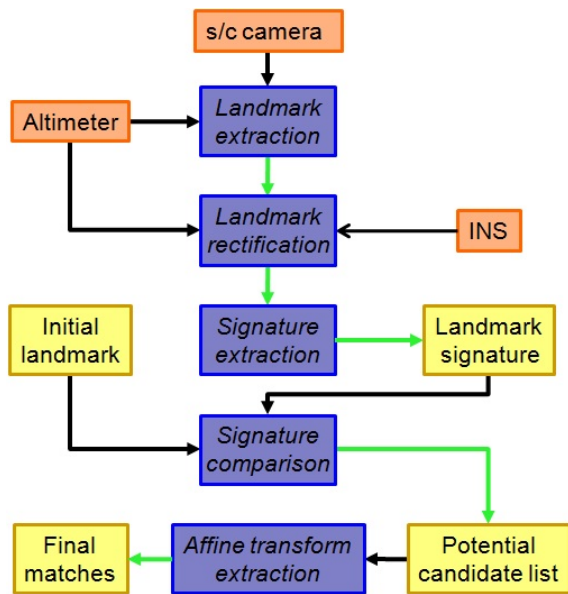 s/c camera
Altimeter
Landmark
extraction
Landmark
rectification
INS
Initial
landmark
Signature
extraction
Landmark
signature
Signature
comparison
Final
matches
Affine transform
extraction
Potential
candidate list